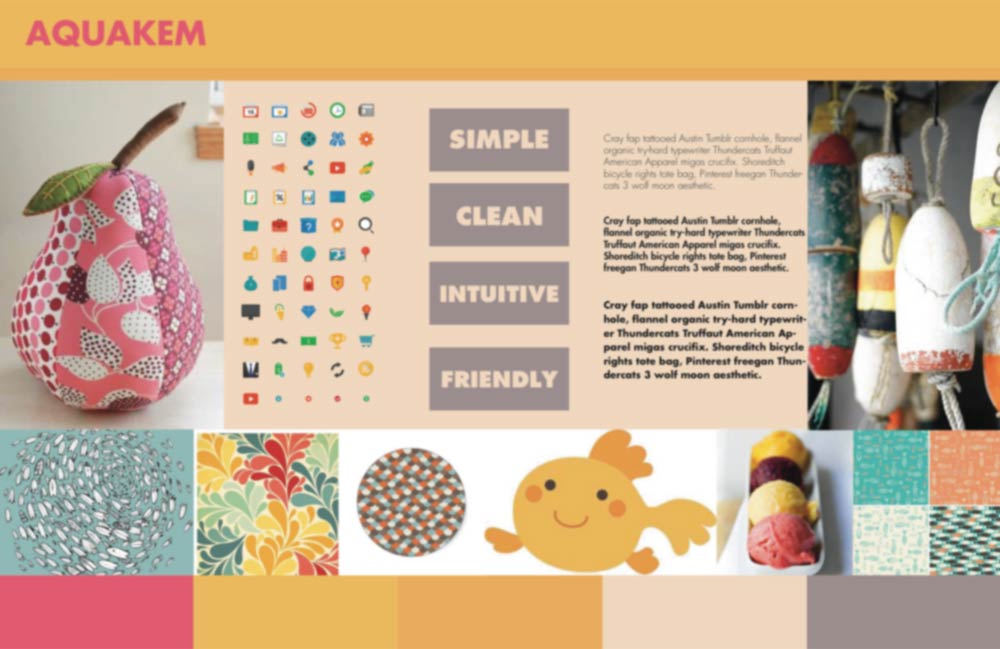 AQUAKEM
SIMPLE
CLEAN
INTUITIVE
FRIENDLY
Cray fap tattooed Austin Tumblr cornhole, flannel
organic try-hard typewriter Thundercats Truffaut
American Apparel migas crucifix. Shoreditch
bicycle rights tote bag, Pinterest freegan Thunder-
cats 3 wolf moon aesthetic.
Cray fap tattooed Austin Tumblr cornhole,
flannel organic try-hard typewriter Thundercats
Truffaut American Apparel migas crucifix.
Shoreditch bicycle rights tote bag, Pinterest
freegan Thundercats 3 wolf moon aesthetic.
Cray fap tattooed Austin Tumblr corn-
hole, flannel organic try-hard typewrit-
er Thundercats Truffaut American Ap-
parel migas crucifix. Shoreditch bicycle
rights tote bag, Pinterest freegan Thun-
dercats 3 wolf moon aesthetic.